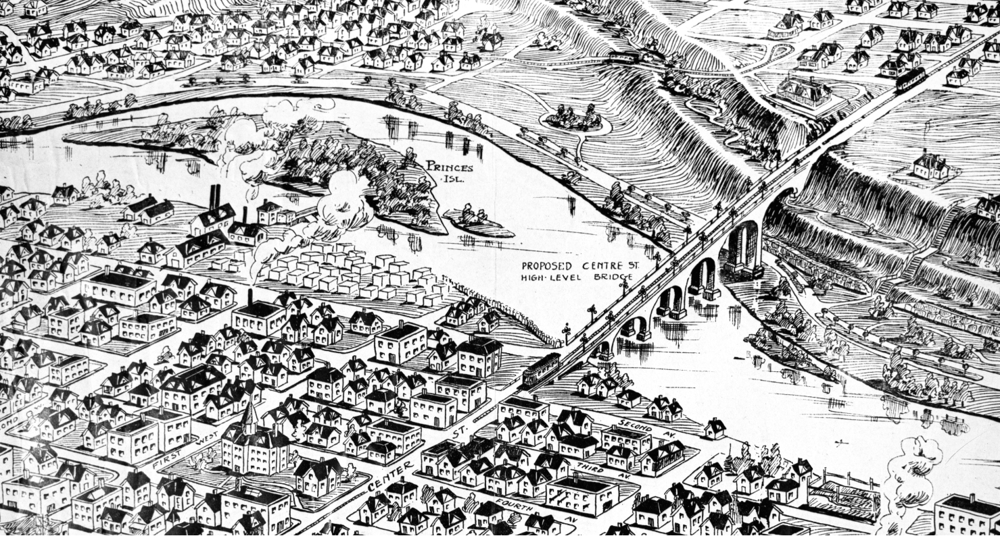 PRINCES
ISL.
PROPOSED CENTRE ST.
HIGH-LEVEL BRIDGE
SECOND AV.
ST.
THIRD AV.
FIRST WEST
CENTER
FOURTH AV